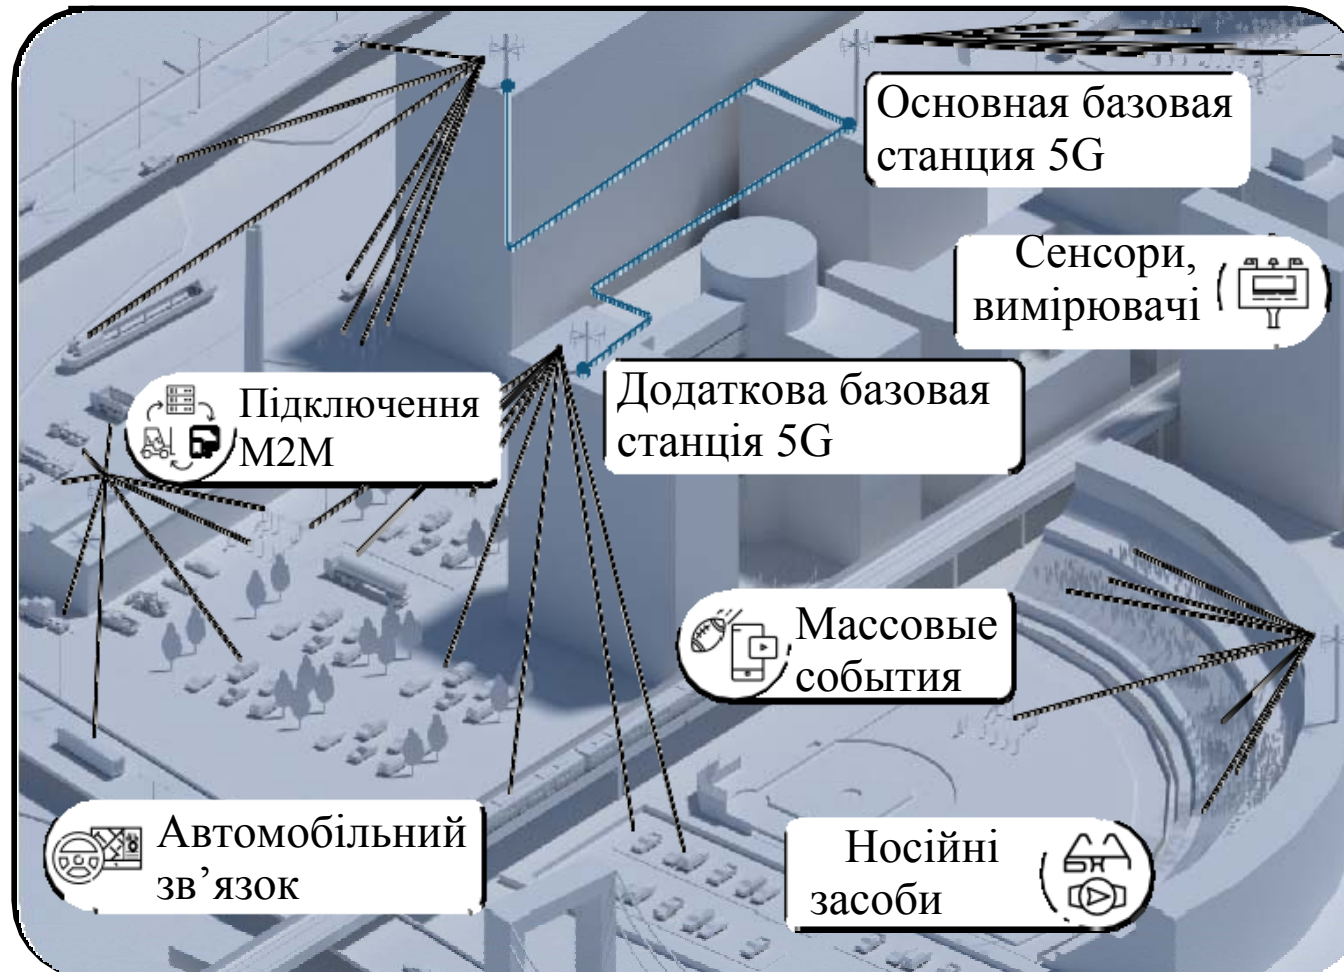 Основная базовая
станция 5G
Сенсори,
вимірювачі
Підключення
M2M
Додаткова базовая
станція 5G
Массовые
события
Автомобільний
зв’язок
Носійні
засоби